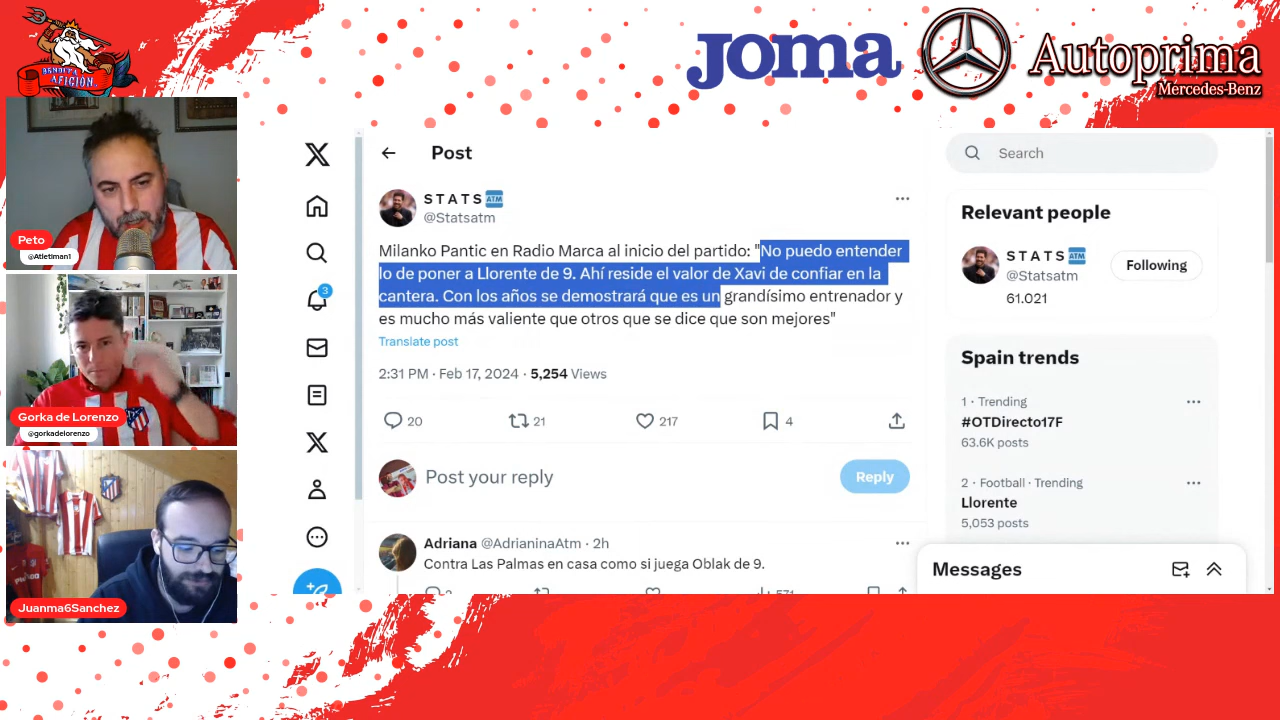 BENDITA
AFICIÓN.
JOMA
Autoprima
Mercedes-Benz
Peto
@Atletiman1
Gorka de Lorenzo
@gorkadelorenzo
Juanma6Sanchez
Post
S T A T S ATM
@Statsatm
Milanko Pantic en Radio Marca al inicio del partido: "No puedo entender
lo de poner a Llorente de 9. Ahí reside el valor de Xavi de confiar en la
cantera. Con los años se demostrará que es un grandísimo entrenador y
es mucho más valiente que otros que se dice que son mejores"
Translate post
2:31 PM · Feb 17, 2024 · 5,254 Views
20
21
217
4
Post your reply
Reply
Adriana @AdrianinaAtm · 2h
Contra Las Palmas en casa como si juega Oblak de 9.
3
Search
Relevant people
S T A T S ATM
@Statsatm
Following
61.021
Spain trends
1 · Trending
#OTDirecto17F
63.6K posts
2 · Football · Trending
Llorente
5,053 posts
Messages